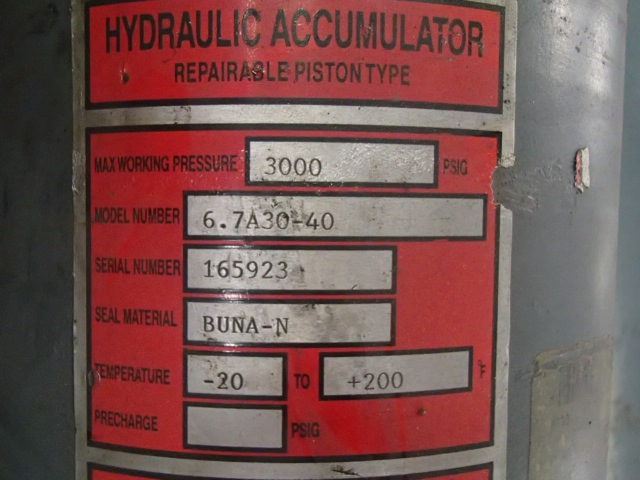 HYDRAULIC ACCUMULATOR
REPAIRABLE PISTON TYPE
MAX WORKING PRESSURE 3000 PSIG
MODEL NUMBER 6.7A30-40
SERIAL NUMBER 165923
SEAL MATERIAL BUNA-N
TEMPERATURE -20 TO +200 °F
PRECHARGE PSIG